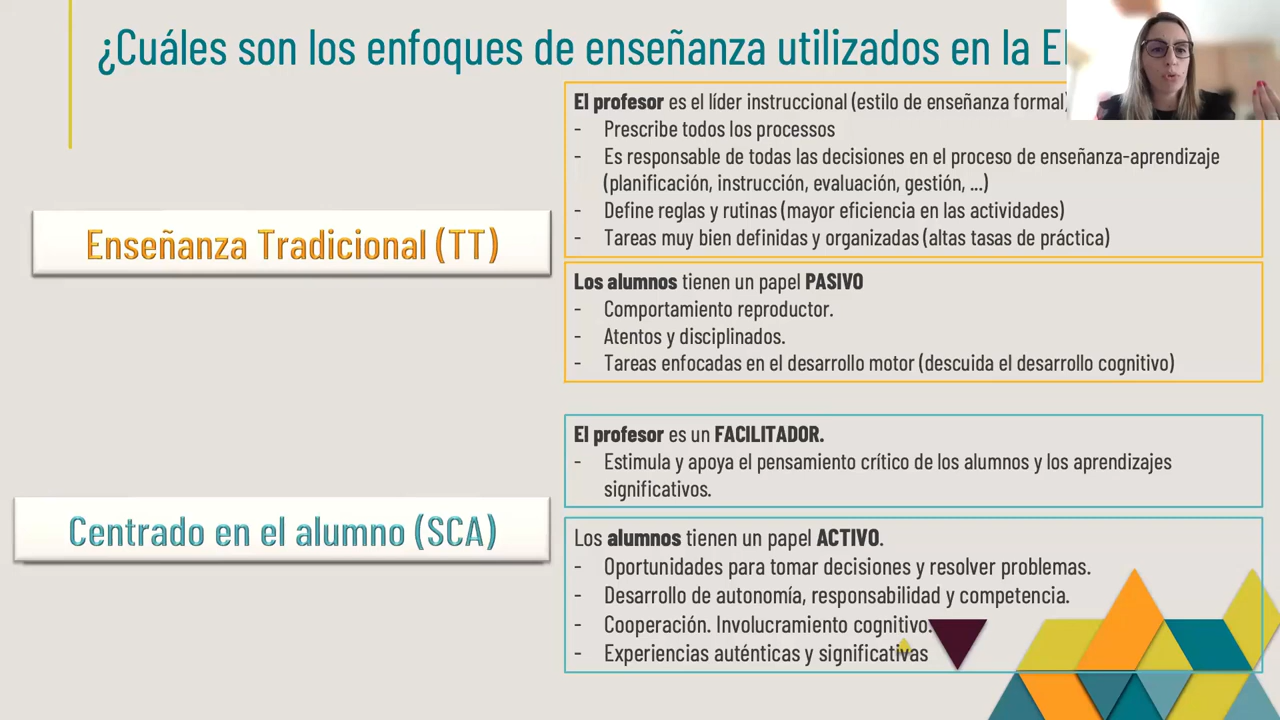 ¿Cuáles son los enfoques de enseñanza utilizados en la
El profesor es el líder instruccional (estilo de enseñanza formal)
- Prescribe todos los processos
- Es responsable de todas las decisiones en el proceso de enseñanza-aprendizaje
(planificación, instrucción, evaluación, gestión, ...)
- Define reglas y rutinas (mayor eficiencia en las actividades)
- Tareas muy bien definidas y organizadas (altas tasas de práctica)
Enseñanza Tradicional (TT)
Los alumnos tienen un papel PASIVO
- Comportamiento reproductor.
- Atentos y disciplinados.
- Tareas enfocadas en el desarrollo motor (descuida el desarrollo cognitivo)
El profesor es un FACILITADOR.
- Estimula y apoya el pensamiento crítico de los alumnos y los aprendizajes
significativos.
Centrado en el alumno (SCA)
Los alumnos tienen un papel ACTIVO.
- Oportunidades para tomar decisiones y resolver problemas.
- Desarrollo de autonomía, responsabilidad y competencia.
- Cooperación. Involucramiento cognitivo.
- Experiencias auténticas y significativas